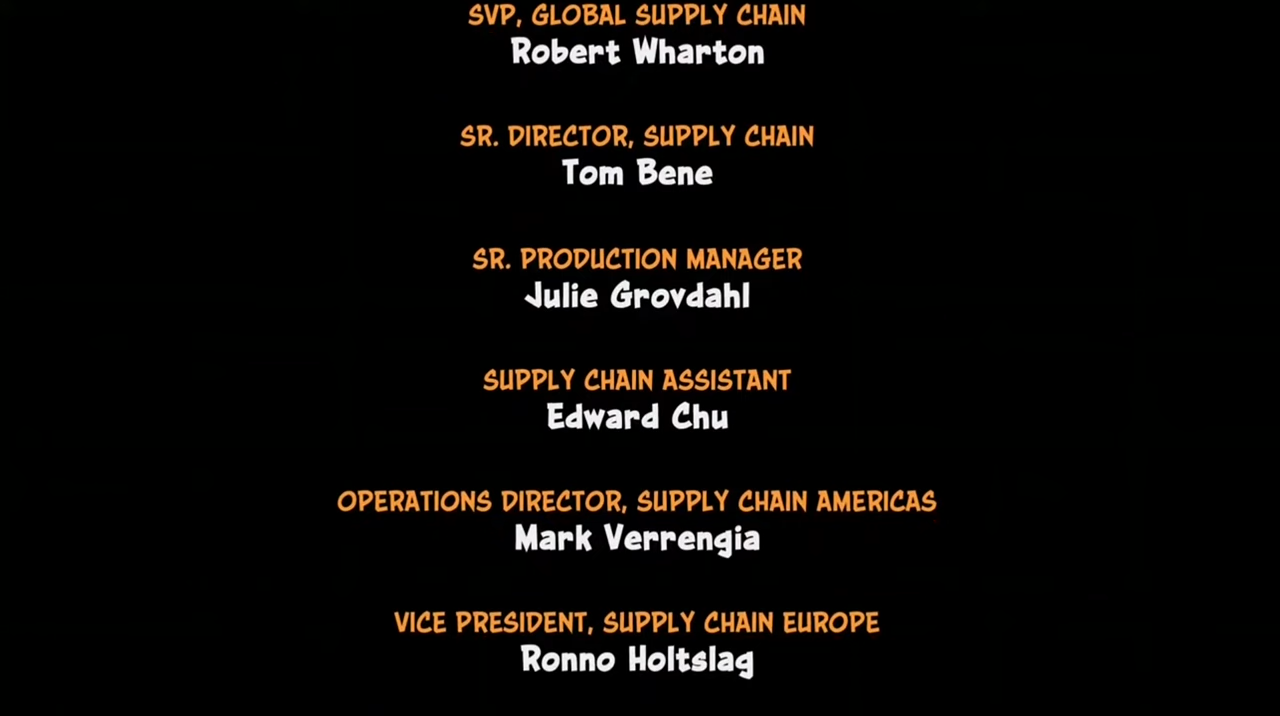 SVP, GLOBAL SUPPLY CHAIN
Robert Wharton
SR. DIRECTOR, SUPPLY CHAIN
Tom Bene
SR. PRODUCTION MANAGER
Julie Grovdahl
SUPPLY CHAIN ASSISTANT
Edward Chu
OPERATIONS DIRECTOR, SUPPLY CHAIN AMERICAS
Mark Verrengia
VICE PRESIDENT, SUPPLY CHAIN EUROPE
Ronno Holtslag